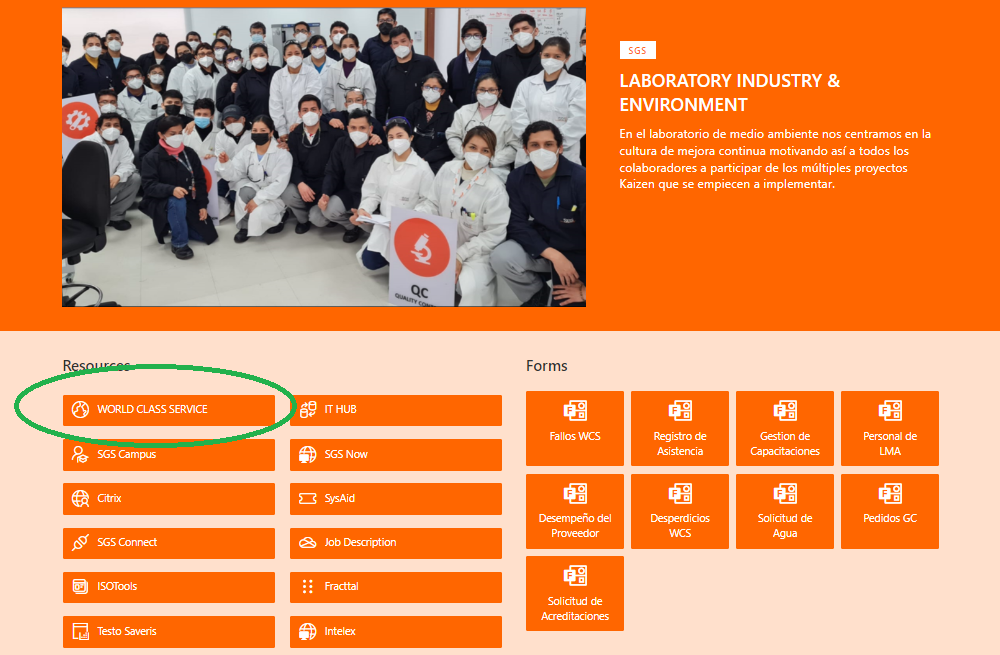 SGS
LABORATORY INDUSTRY &
ENVIRONMENT
En el laboratorio de medio ambiente nos centramos en la
cultura de mejora continua motivando así a todos los
colaboradores a participar de los múltiples proyectos
Kaizen que se empiecen a implementar.
QC
QUALITY
Resources
WORLD CLASS SERVICE
IT HUB
SGS Campus
SGS Now
Citrix
SysAid
SGS Connect
Job Description
ISOTools
Fracttal
Testo Saveris
Intelex
Forms
Fallos WCS
Registro de
Asistencia
Gestion de
Capacitaciones
Personal de
LMA
Desempeño del
Proveedor
Desperdicios
WCS
Solicitud de
Agua
Pedidos GC
Solicitud de
Acreditaciones